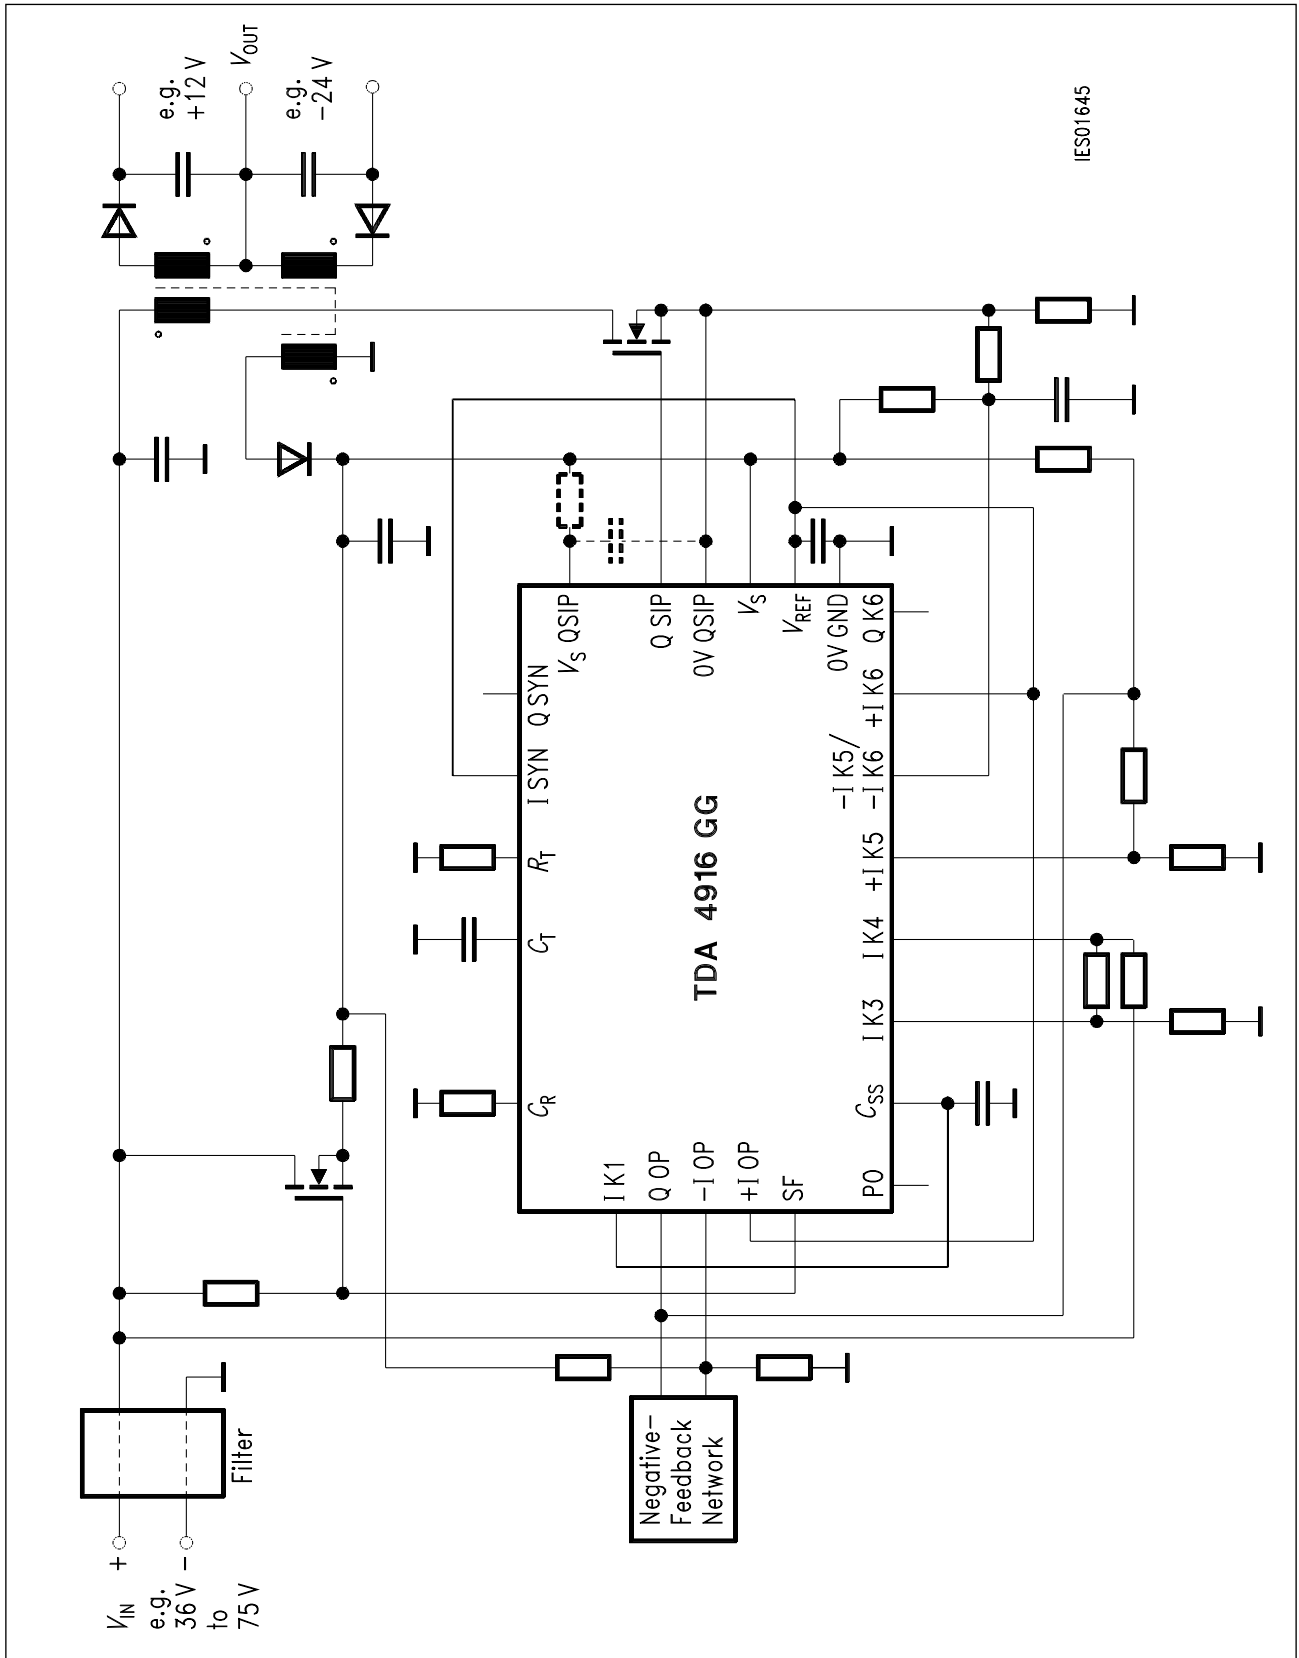 V_OUT
e.g.
+12 V
e.g.
-24 V
IES01645
V_S QSIP
Q SIP
0V QSIP
V_S
V_REF
0V GND
Q SYN
I SYN
R_T
C_T
C_R
TDA 4916 GG
Q K6
+I K6
-I K5/
-I K6
+I K5
I K4
I K3
C_SS
PO
I K1
Q OP
-I OP
+I OP
SF
Filter
Negative-
Feedback
Network
V_IN
+
-
e.g.
36 V
to
75 V